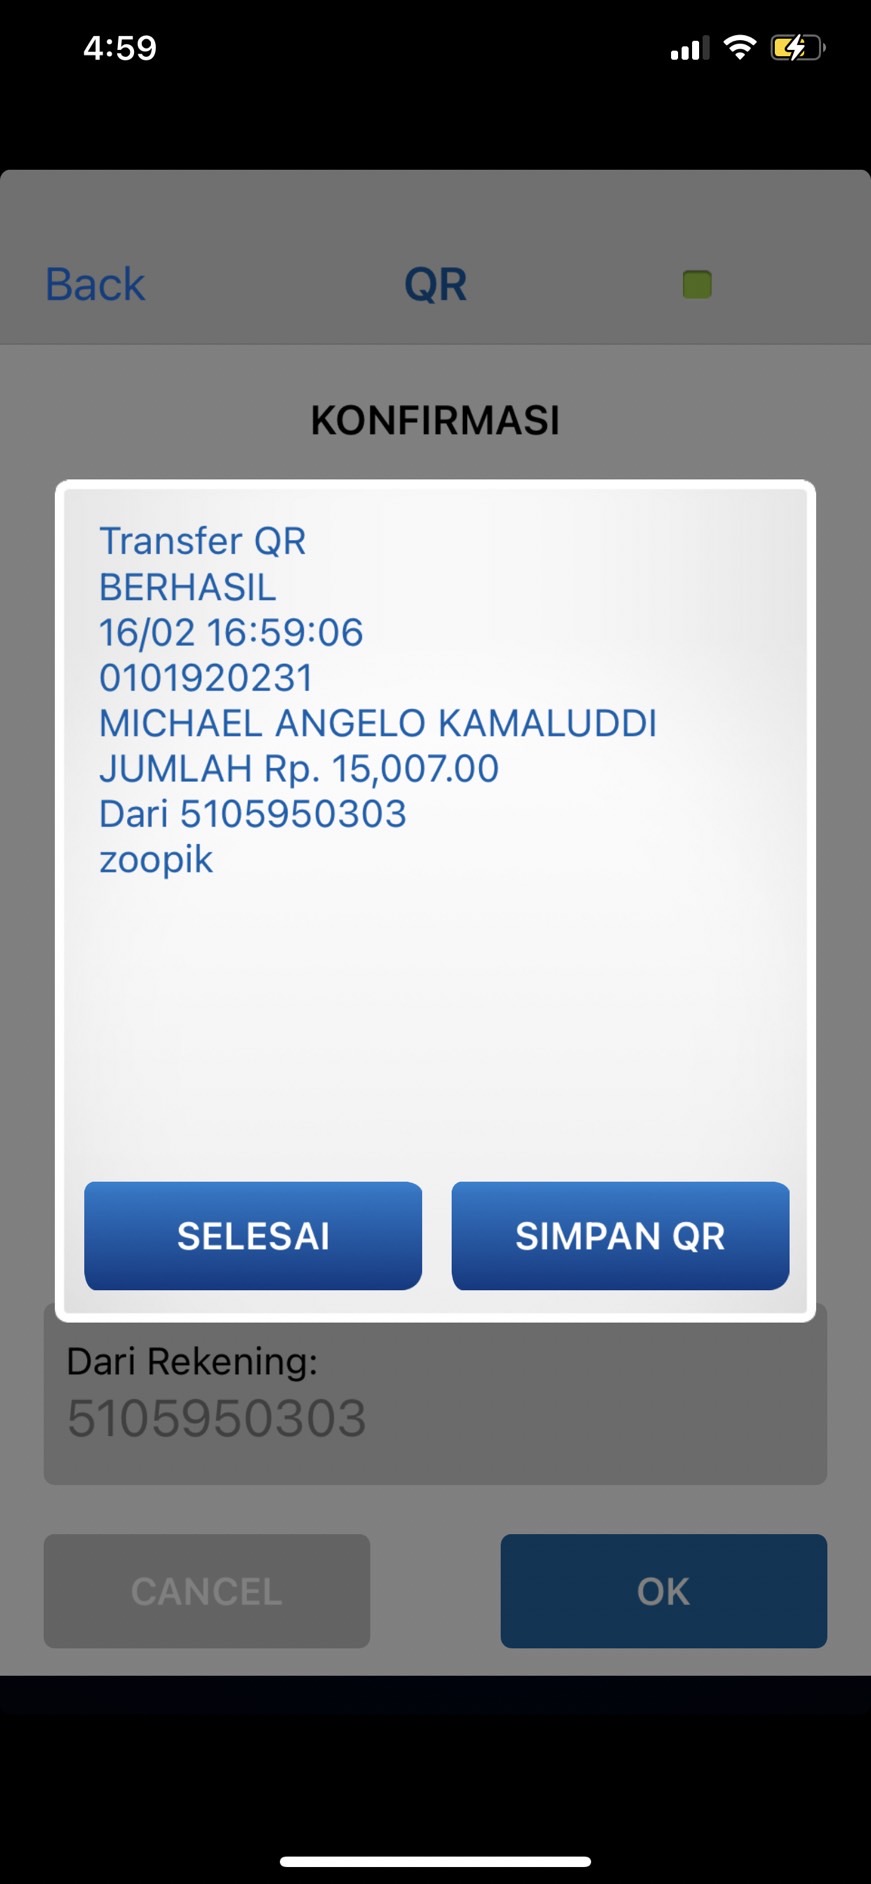 4:59
Back
QR
KONFIRMASI
Transfer QR
BERHASIL
16/02 16:59:06
0101920231
MICHAEL ANGELO KAMALUDDI
JUMLAH Rp. 15,007.00
Dari 5105950303
zoopik
SELESAI
SIMPAN QR
Dari Rekening:
5105950303
CANCEL
OK